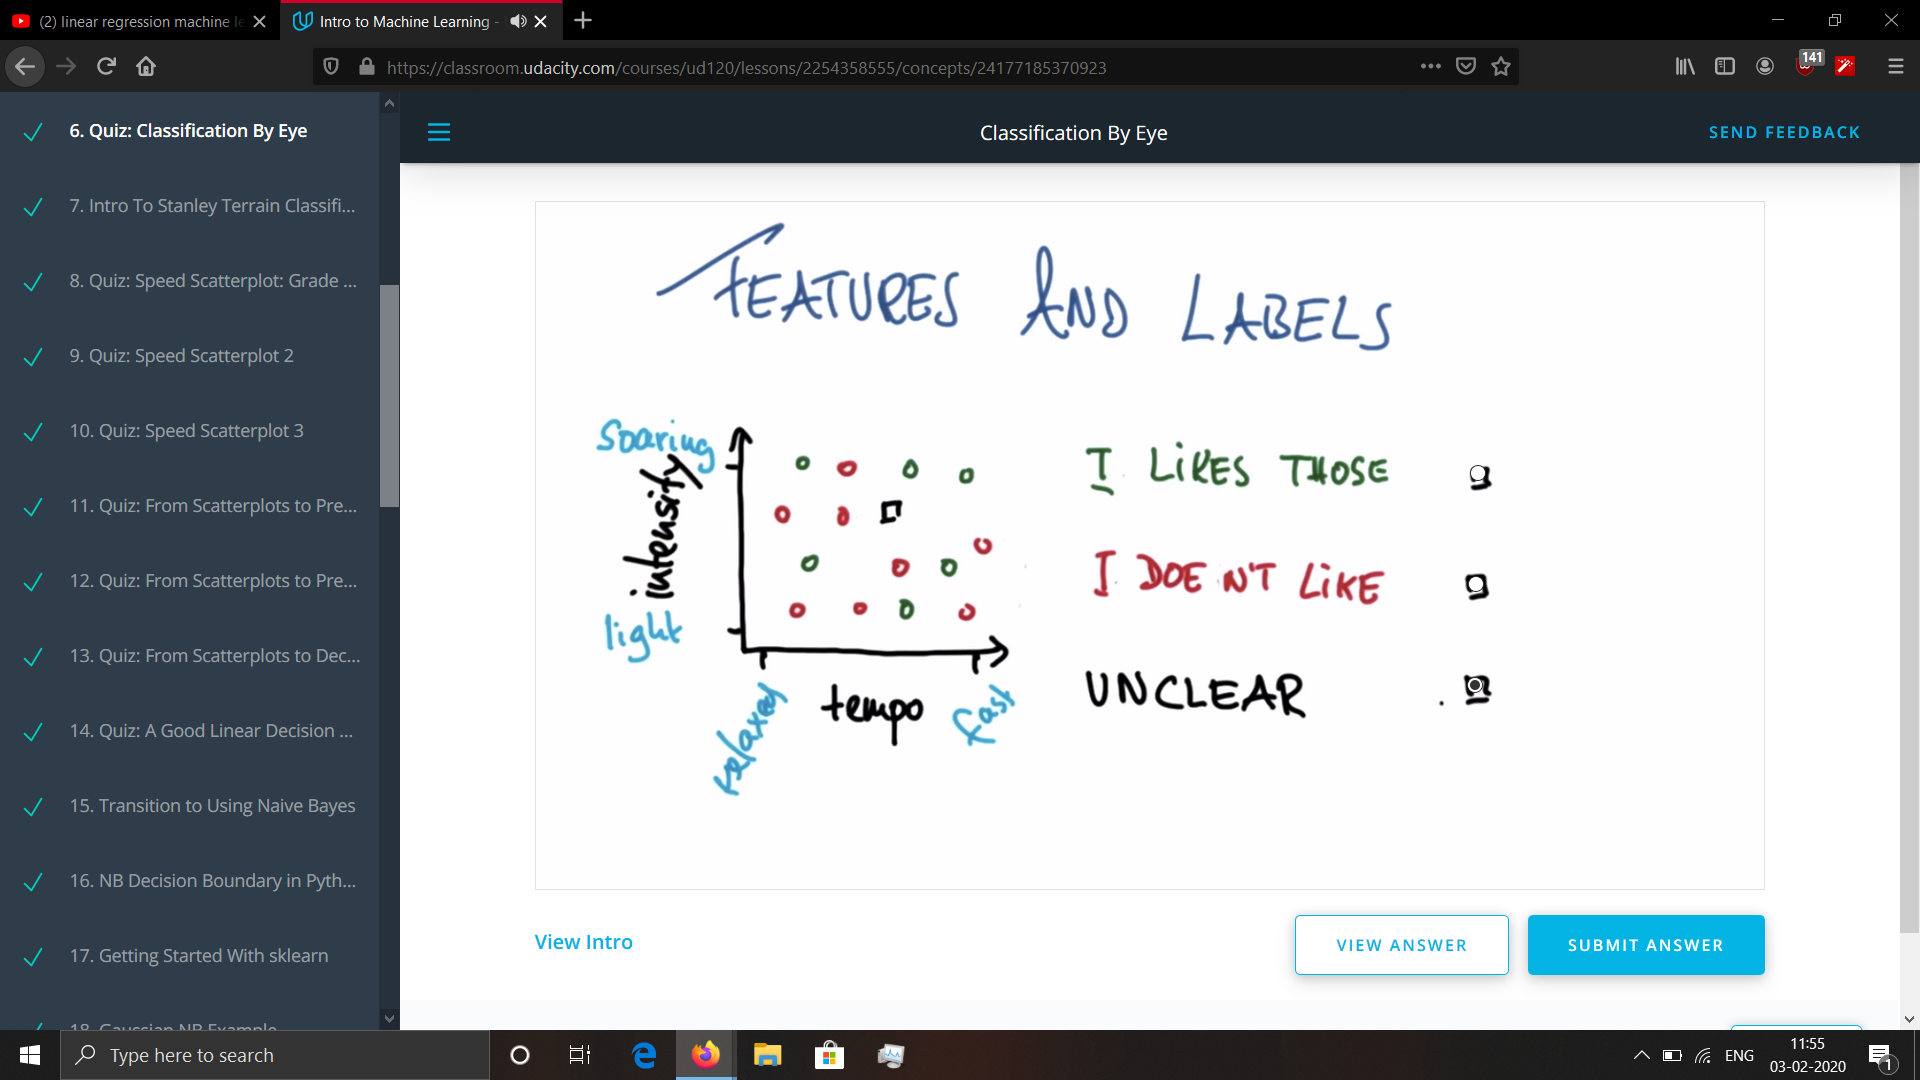 (2) linear regression machine le
Intro to Machine Learning -
https://classroom.udacity.com/courses/ud120/lessons/2254358555/concepts/24177185370923
141
6. Quiz: Classification By Eye
7. Intro To Stanley Terrain Classifi...
8. Quiz: Speed Scatterplot: Grade ...
9. Quiz: Speed Scatterplot 2
10. Quiz: Speed Scatterplot 3
11. Quiz: From Scatterplots to Pre...
12. Quiz: From Scatterplots to Pre...
13. Quiz: From Scatterplots to Dec...
14. Quiz: A Good Linear Decision ...
15. Transition to Using Naive Bayes
16. NB Decision Boundary in Pyth...
17. Getting Started With sklearn
18. Gaussian NB Example
Classification By Eye
SEND FEEDBACK
FEATURES AND LABELS
soaring
intensity
light
relaxed
tempo
fast
I LIKES THOSE
I DOE N'T LIKE
UNCLEAR
View Intro
VIEW ANSWER
SUBMIT ANSWER
Type here to search
ENG
11:55
03-02-2020
1